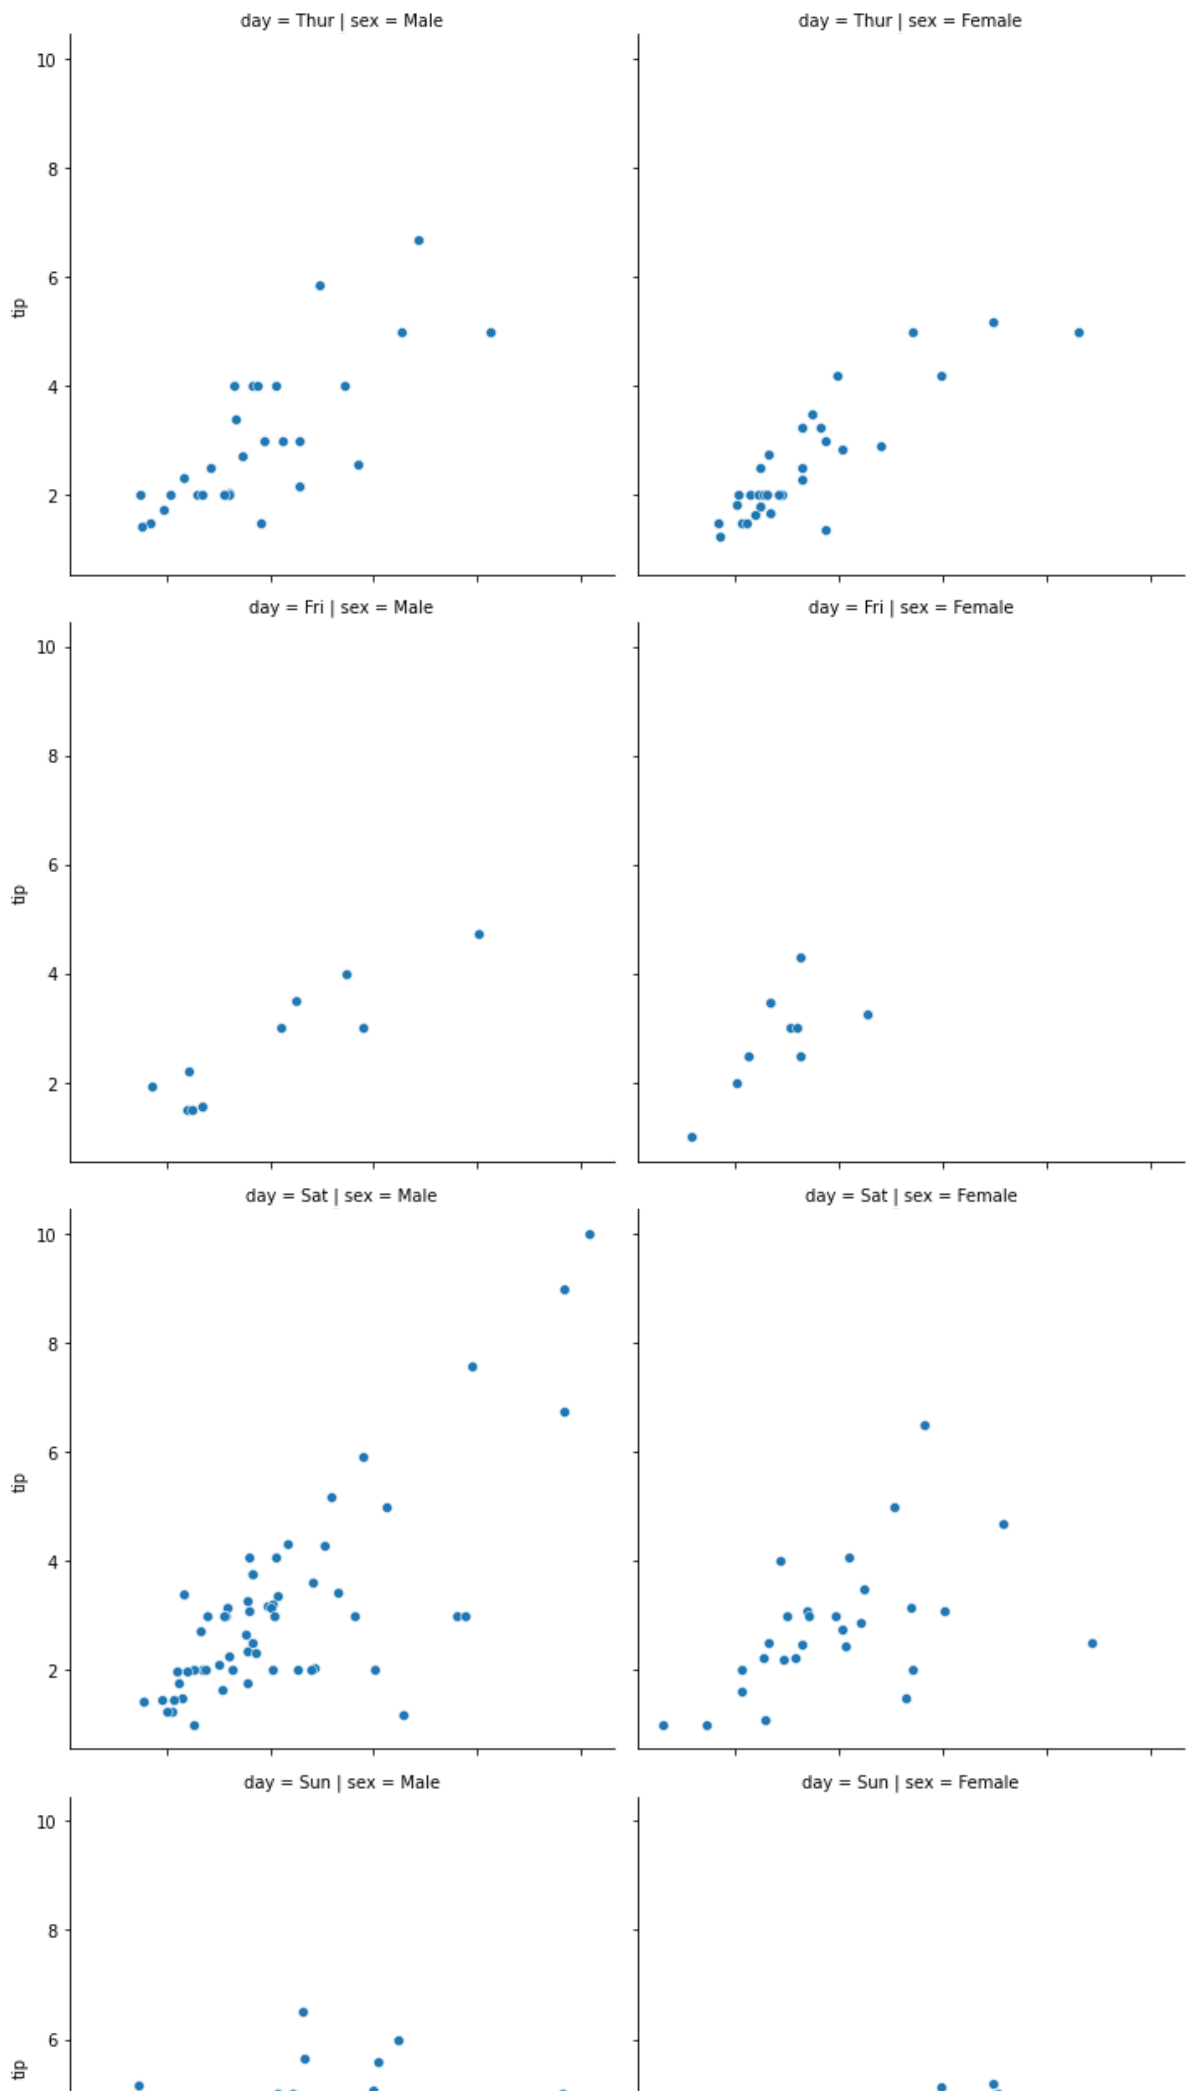 day = Thur | sex = Male
day = Thur | sex = Female
10
8
6
4
2
tip
day = Fri | sex = Male
day = Fri | sex = Female
10
8
6
4
2
tip
day = Sat | sex = Male
day = Sat | sex = Female
10
8
6
4
2
tip
day = Sun | sex = Male
day = Sun | sex = Female
10
8
6
tip